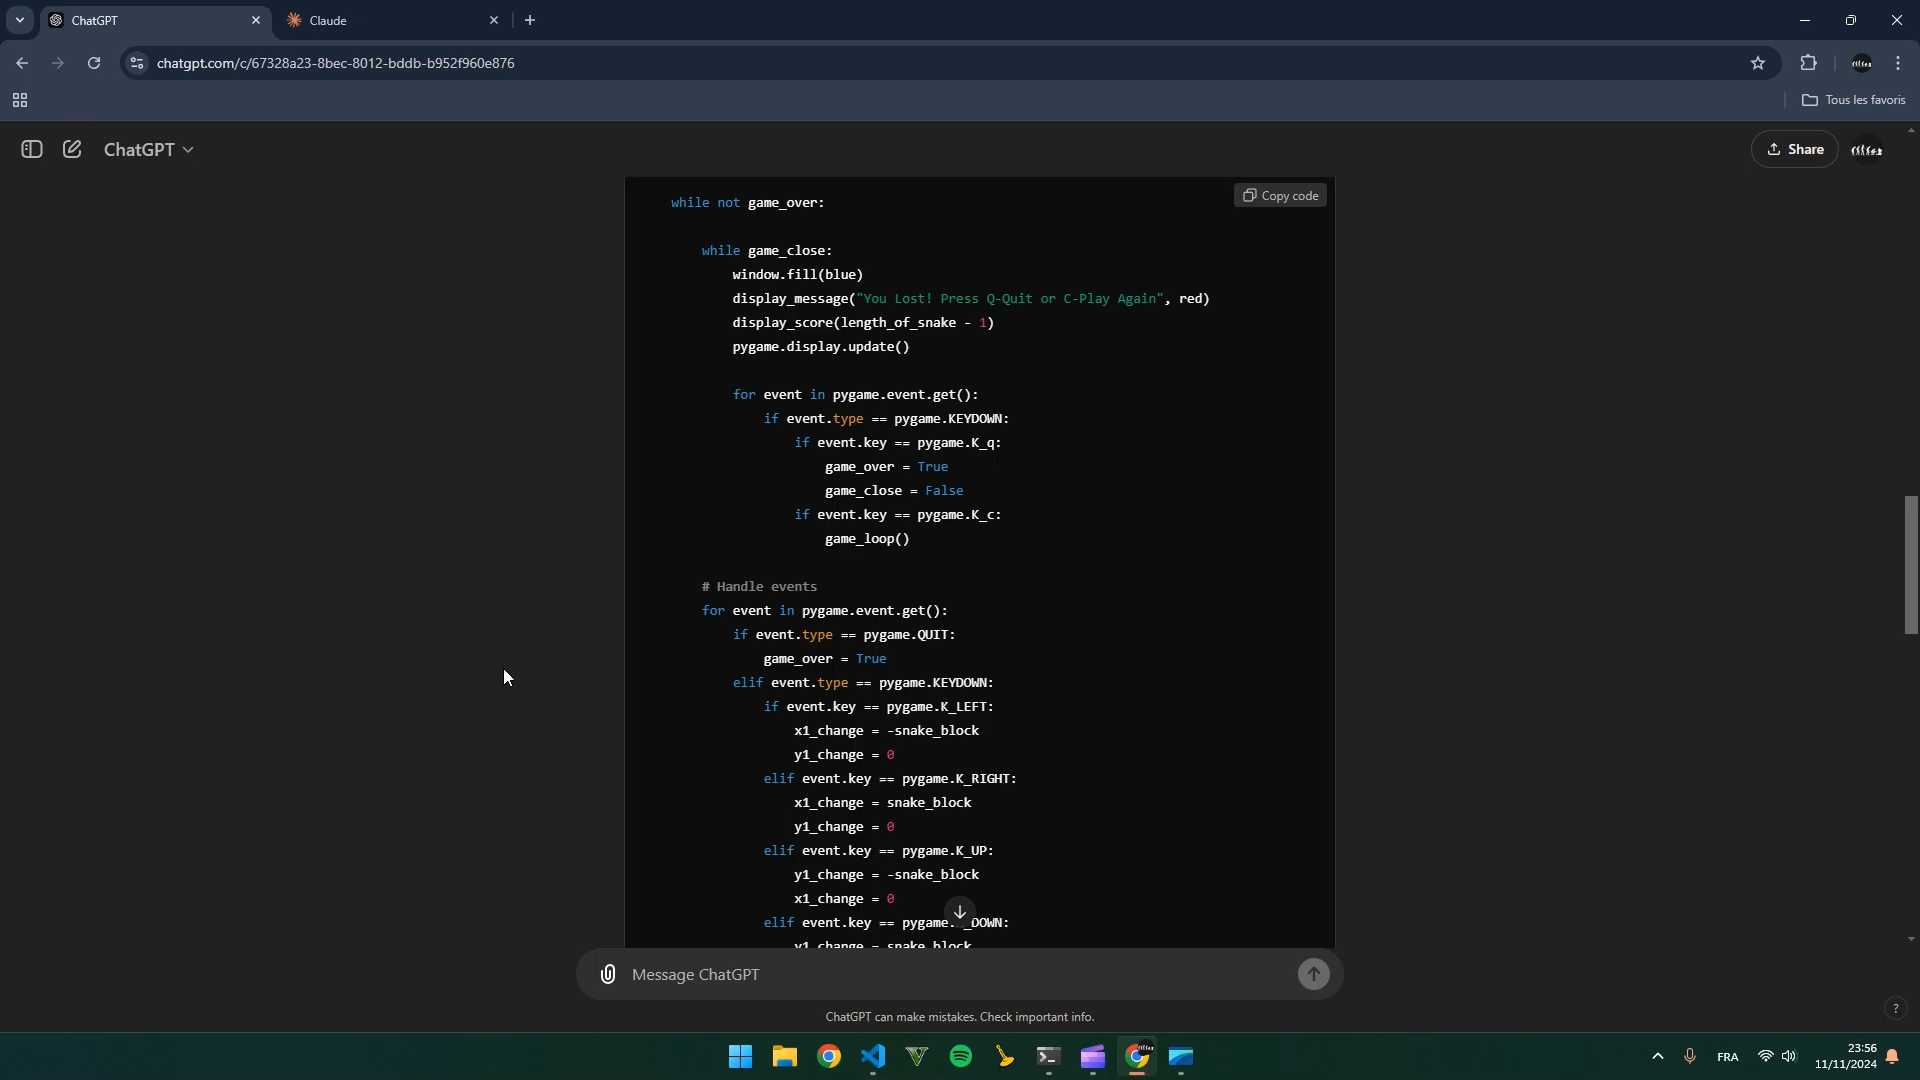 ChatGPT
Claude
chatgpt.com/c/67328a23-8bec-8012-bddb-b952f960e876
Tous les favoris
ChatGPT
Share
Copy code
while not game_over:
while game_close:
window.fill(blue)
display_message("You Lost! Press Q-Quit or C-Play Again", red)
display_score(length_of_snake - 1)
pygame.display.update()
for event in pygame.event.get():
if event.type == pygame.KEYDOWN:
if event.key == pygame.K_q:
game_over = True
game_close = False
if event.key == pygame.K_c:
game_loop()
# Handle events
for event in pygame.event.get():
if event.type == pygame.QUIT:
game_over = True
elif event.type == pygame.KEYDOWN:
if event.key == pygame.K_LEFT:
x1_change = -snake_block
y1_change = 0
elif event.key == pygame.K_RIGHT:
x1_change = snake_block
y1_change = 0
elif event.key == pygame.K_UP:
y1_change = -snake_block
x1_change = 0
elif event.key == pygame._DOWN:
y1_change = snake_block
Message ChatGPT
ChatGPT can make mistakes. Check important info.
?
FRA
23:56
11/11/2024